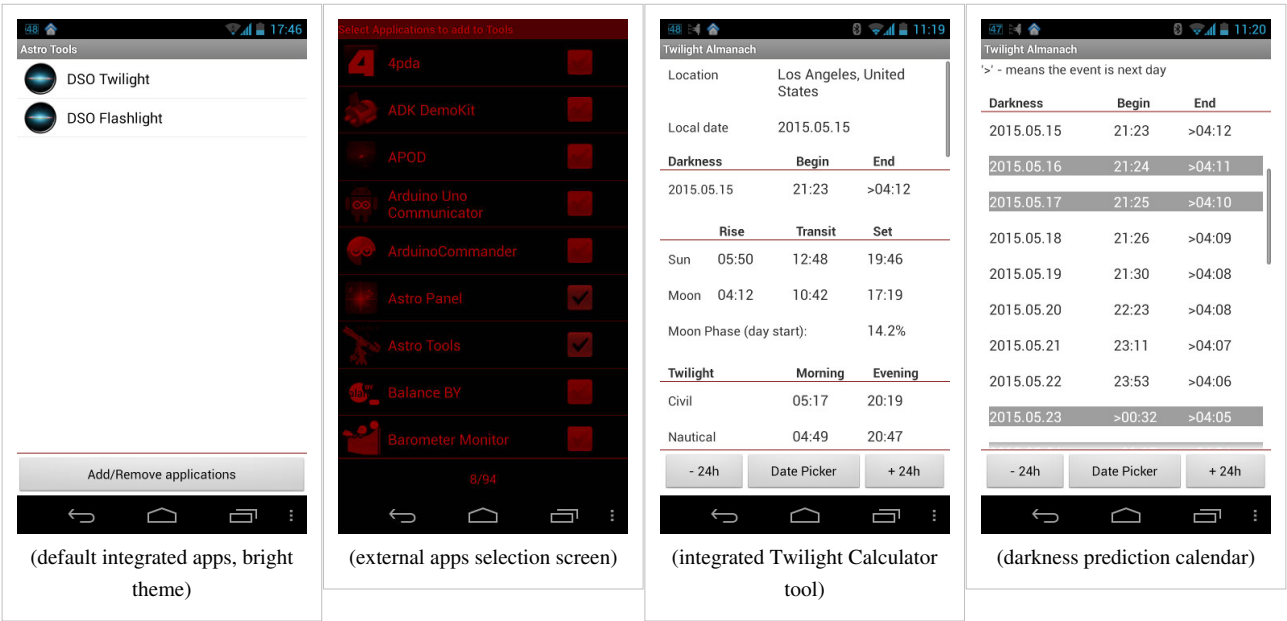 48
17:46
Astro Tools
DSO Twilight
DSO Flashlight
Add/Remove applications
(default integrated apps, bright
theme)
Select Applications to add to Tools
4pda
ADK DemoKit
APOD
Arduino Uno
Communicator
ArduinoCommander
Astro Panel
Astro Tools
Balance BY
Barometer Monitor
8/94
(external apps selection screen)
48
11:19
Twilight Almanach
Location Los Angeles, United
States
Local date 2015.05.15
Darkness Begin End
2015.05.15 21:23 >04:12
Rise Transit Set
Sun 05:50 12:48 19:46
Moon 04:12 10:42 17:19
Moon Phase (day start): 14.2%
Twilight Morning Evening
Civil 05:17 20:19
Nautical 04:49 20:47
- 24h Date Picker + 24h
(integrated Twilight Calculator
tool)
47
11:20
Twilight Almanach
'>' - means the event is next day
Darkness Begin End
2015.05.15 21:23 >04:12
2015.05.16 21:24 >04:11
2015.05.17 21:25 >04:10
2015.05.18 21:26 >04:09
2015.05.19 21:30 >04:08
2015.05.20 22:23 >04:08
2015.05.21 23:11 >04:07
2015.05.22 23:53 >04:06
2015.05.23 >00:32 >04:05
- 24h Date Picker + 24h
(darkness prediction calendar)